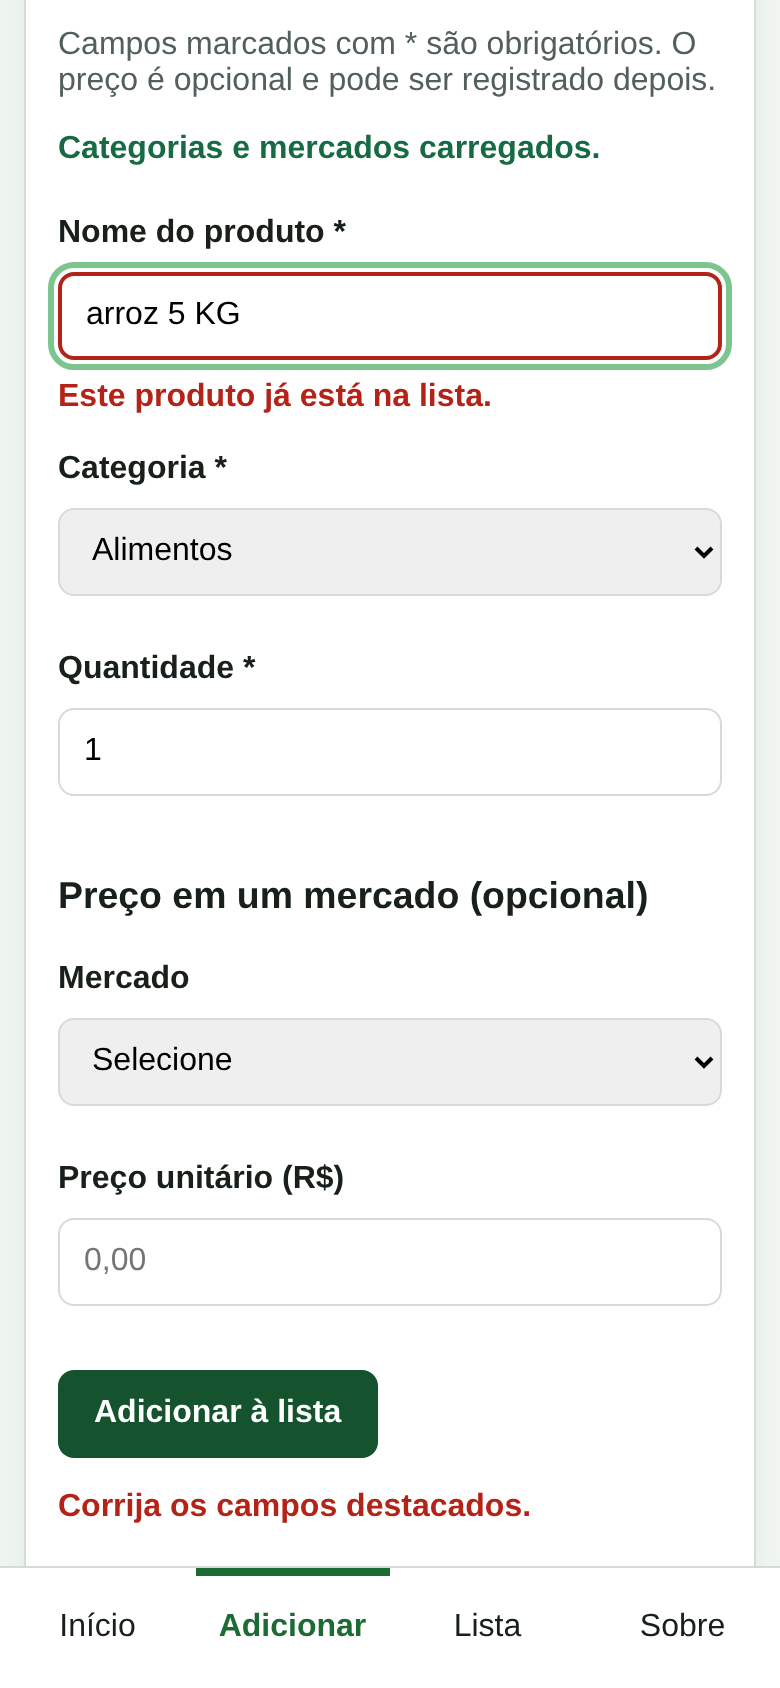 Campos marcados com * são obrigatórios. O
preço é opcional e pode ser registrado depois.
Categorias e mercados carregados.
Nome do produto *
arroz 5 KG
Este produto já está na lista.
Categoria *
Alimentos
Quantidade *
1
Preço em um mercado (opcional)
Mercado
Selecione
Preço unitário (R$)
0,00
Adicionar à lista
Corrija os campos destacados.
Início Adicionar Lista Sobre